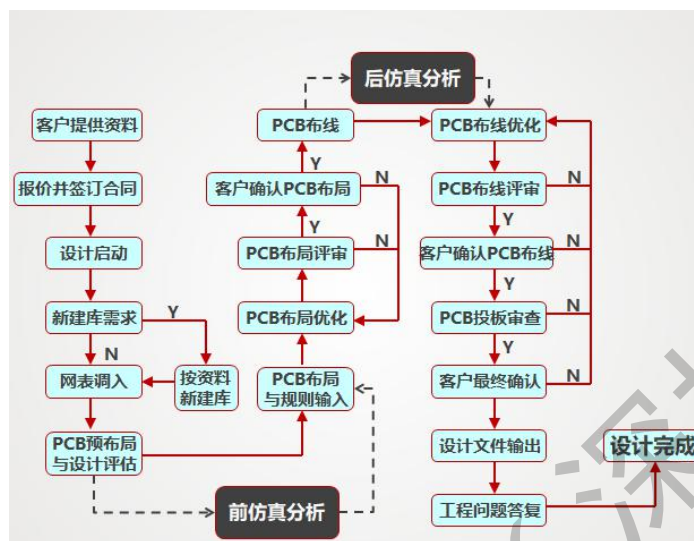 客户提供资料
报价并签订合同
设计启动
新建库需求
Y
N
网表调入
按资料
新建库
PCB预布局
与设计评估
前仿真分析
PCB布线
Y
客户确认PCB布局
N
Y
PCB布局评审
N
PCB布局优化
PCB布局
与规则输入
后仿真分析
PCB布线优化
PCB布线评审
N
Y
客户确认PCB布线
N
Y
PCB投板审查
N
Y
客户最终确认
N
设计文件输出
工程问题答复
设计完成
深